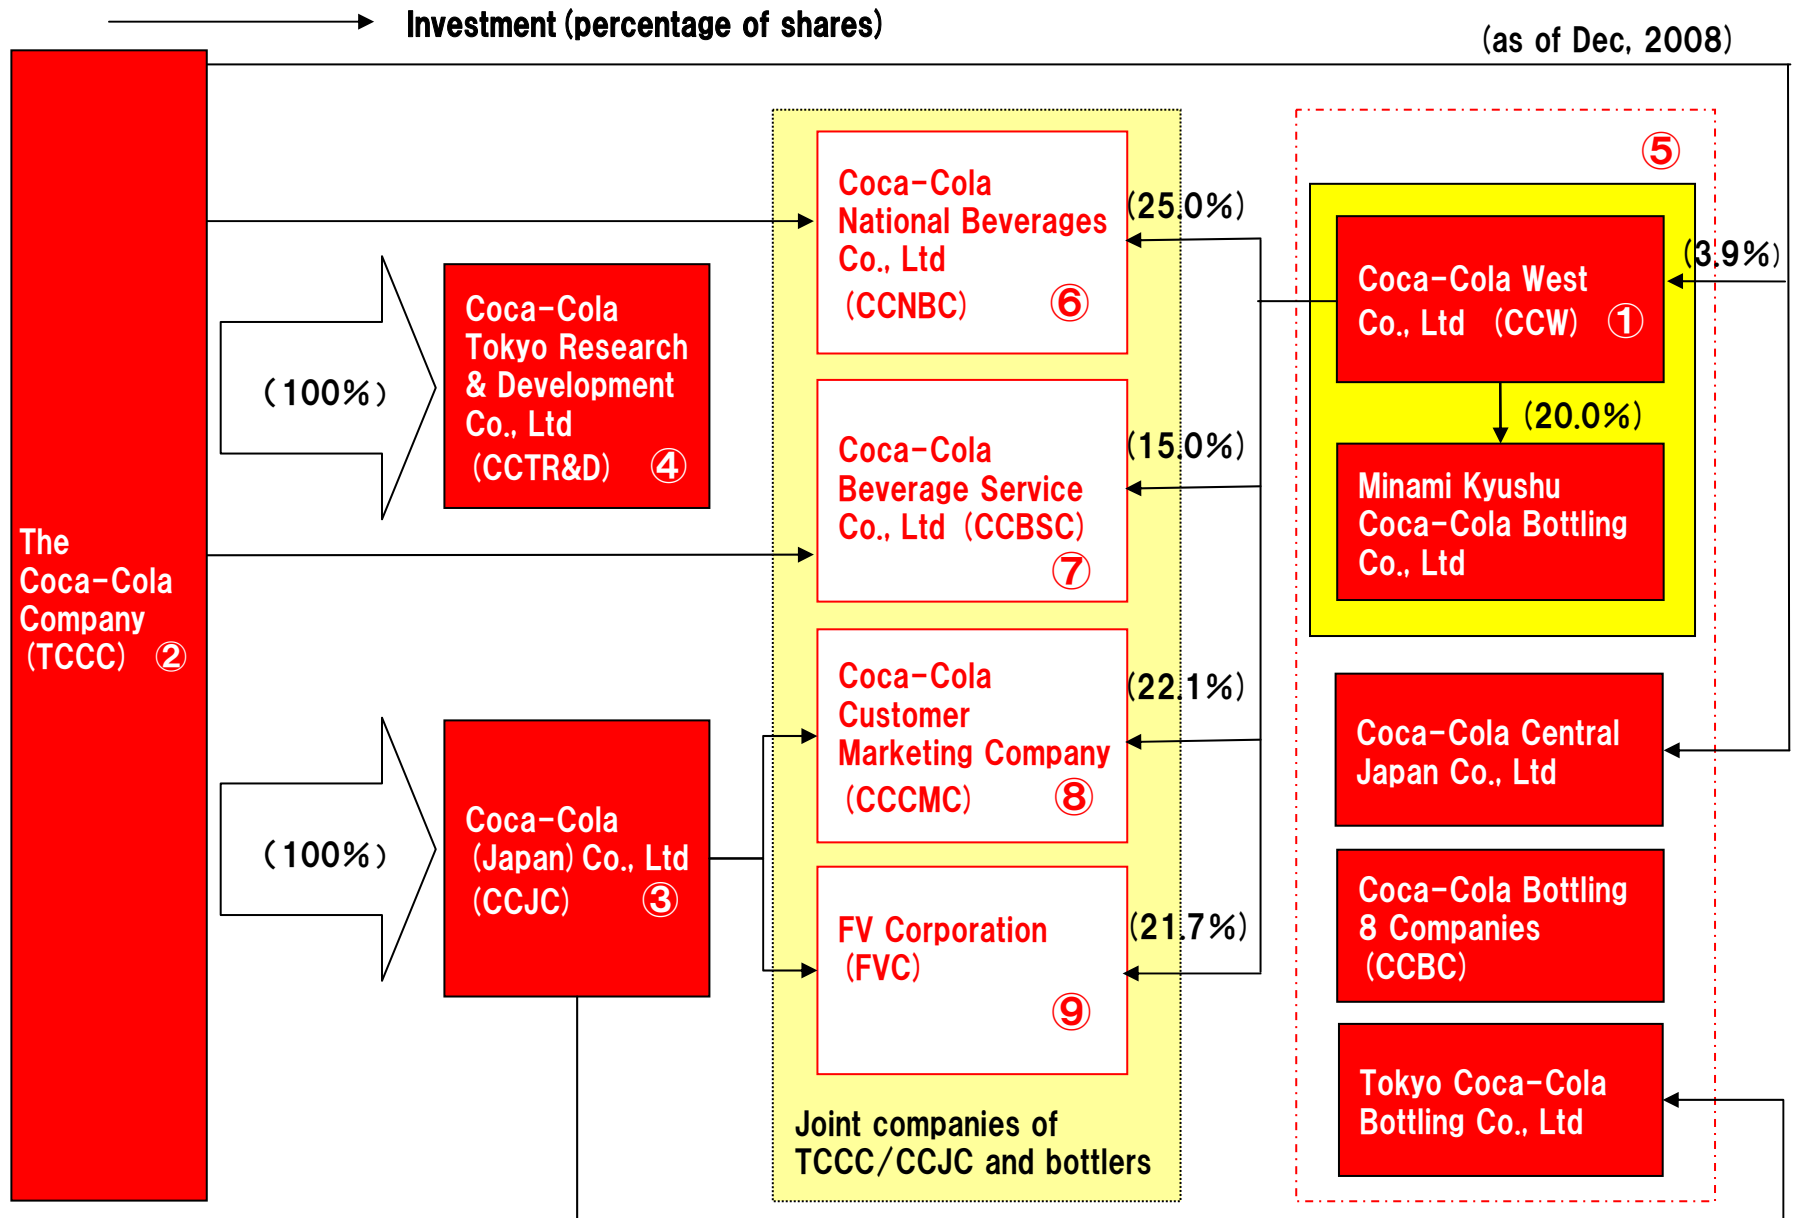 Investment (percentage of shares)
(as of Dec, 2008)
The
Coca-Cola
Company
(TCCC) ②
(100%)
Coca-Cola
Tokyo Research
& Development
Co., Ltd
(CCTR&D) ④
(100%)
Coca-Cola
(Japan) Co., Ltd
(CCJC) ③
Coca-Cola
National Beverages
Co., Ltd
(CCNBC) ⑥
(25.0%)
Coca-Cola
Beverage Service
Co., Ltd (CCBSC)
⑦
(15.0%)
Coca-Cola
Customer
Marketing Company
(CCCMC) ⑧
(22.1%)
FV Corporation
(FVC)
⑨
(21.7%)
Joint companies of
TCCC/CCJC and bottlers
⑤
Coca-Cola West
Co., Ltd (CCW) ①
(3.9%)
(20.0%)
Minami Kyushu
Coca-Cola Bottling
Co., Ltd
Coca-Cola Central
Japan Co., Ltd
Coca-Cola Bottling
8 Companies
(CCBC)
Tokyo Coca-Cola
Bottling Co., Ltd